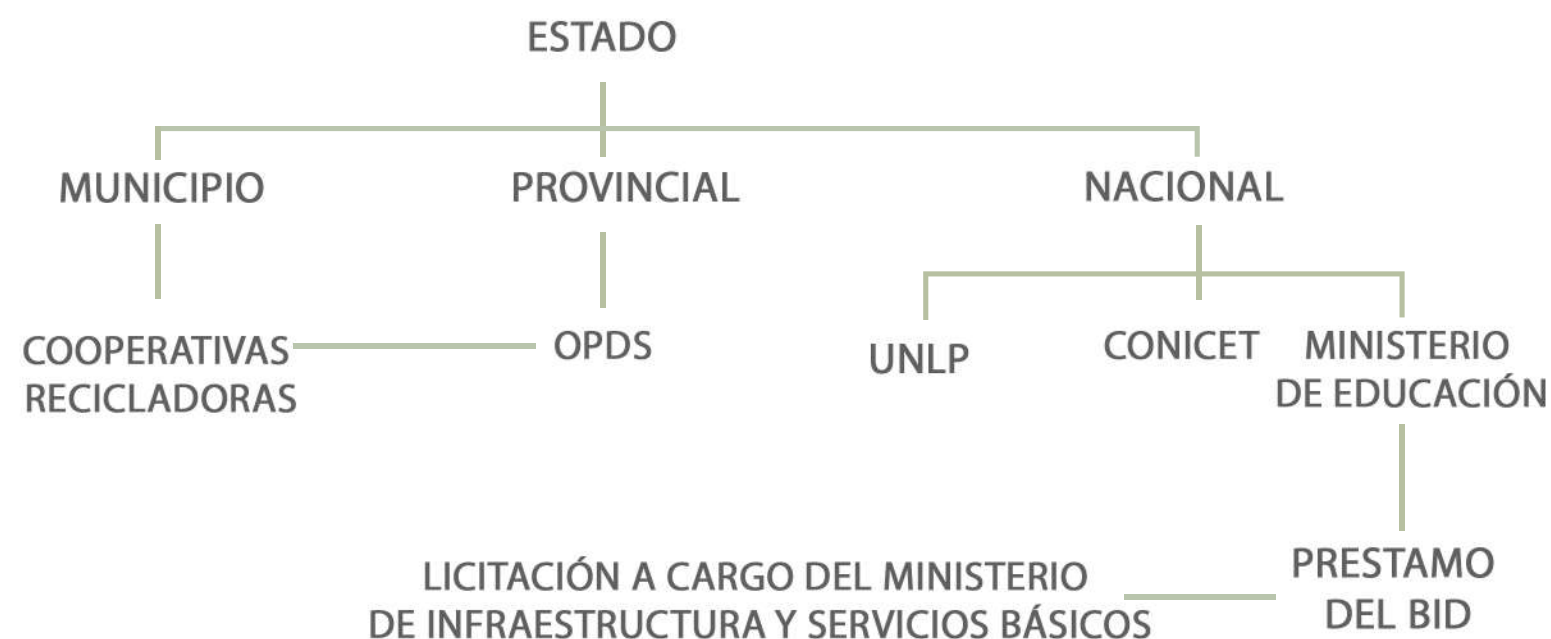 ESTADO
MUNICIPIO
PROVINCIAL
NACIONAL
COOPERATIVAS
RECICLADORAS
OPDS
UNLP
CONICET
MINISTERIO
DE EDUCACIÓN
LICITACIÓN A CARGO DEL MINISTERIO
DE INFRAESTRUCTURA Y SERVICIOS BÁSICOS
PRESTAMO
DEL BID